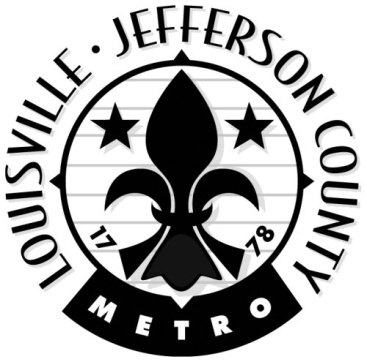 LOUISVILLE • JEFFERSON COUNTY
17 78
METRO